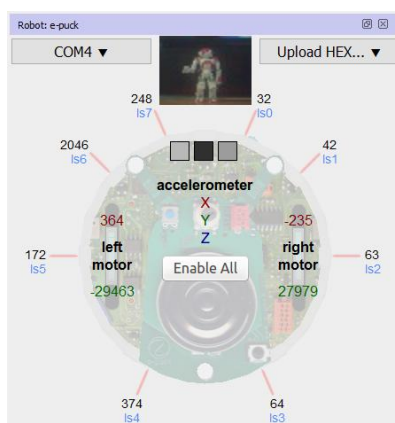 Robot: e-puck
COM4 ▼
Upload HEX... ▼
248
ls7
32
ls0
2046
ls6
42
ls1
accelerometer
X
Y
Z
364
-235
172
ls5
left
motor
right
motor
63
ls2
Enable All
-29463
27979
374
ls4
64
ls3